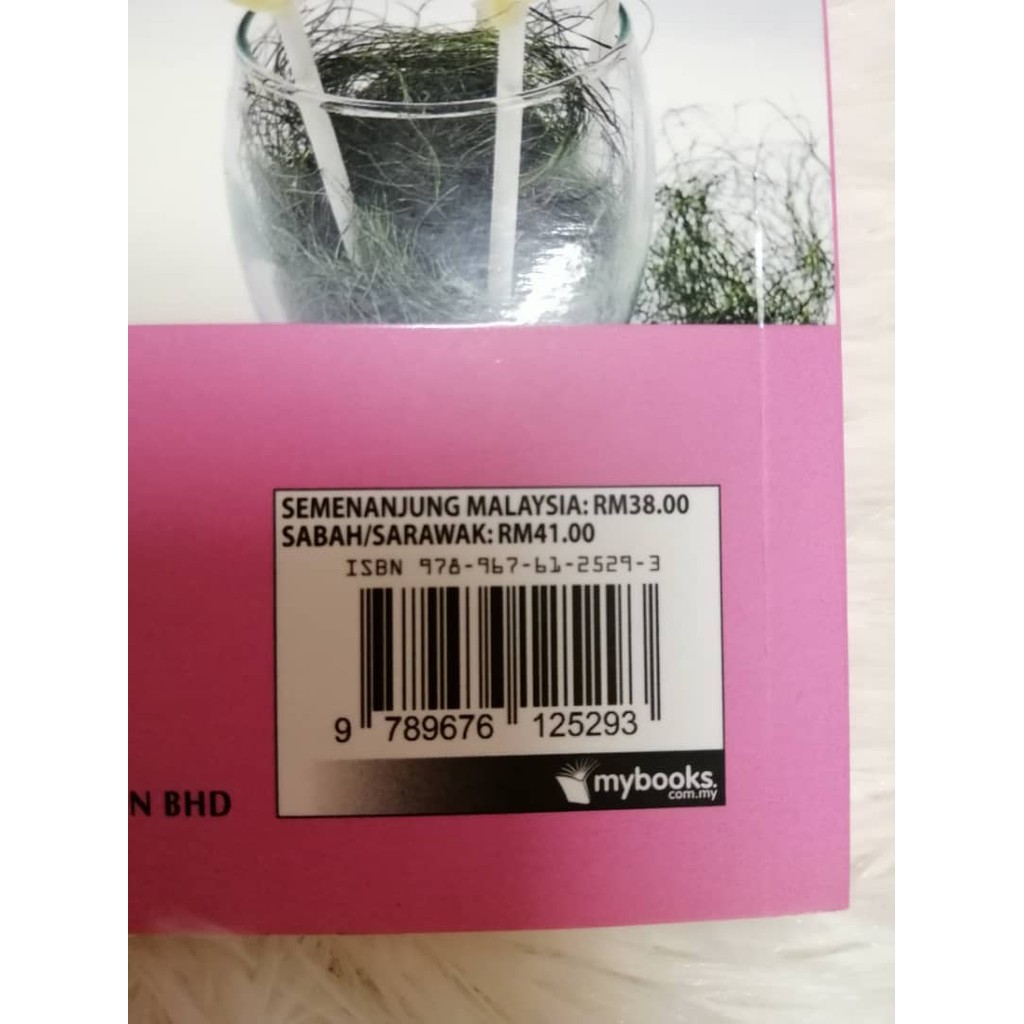 SEMENANJUNG MALAYSIA: RM38.00
SABAH/SARAWAK: RM41.00
ISBN 978-967-61-2529-3
9 789676 125293
mybooks.
com.my
N BHD